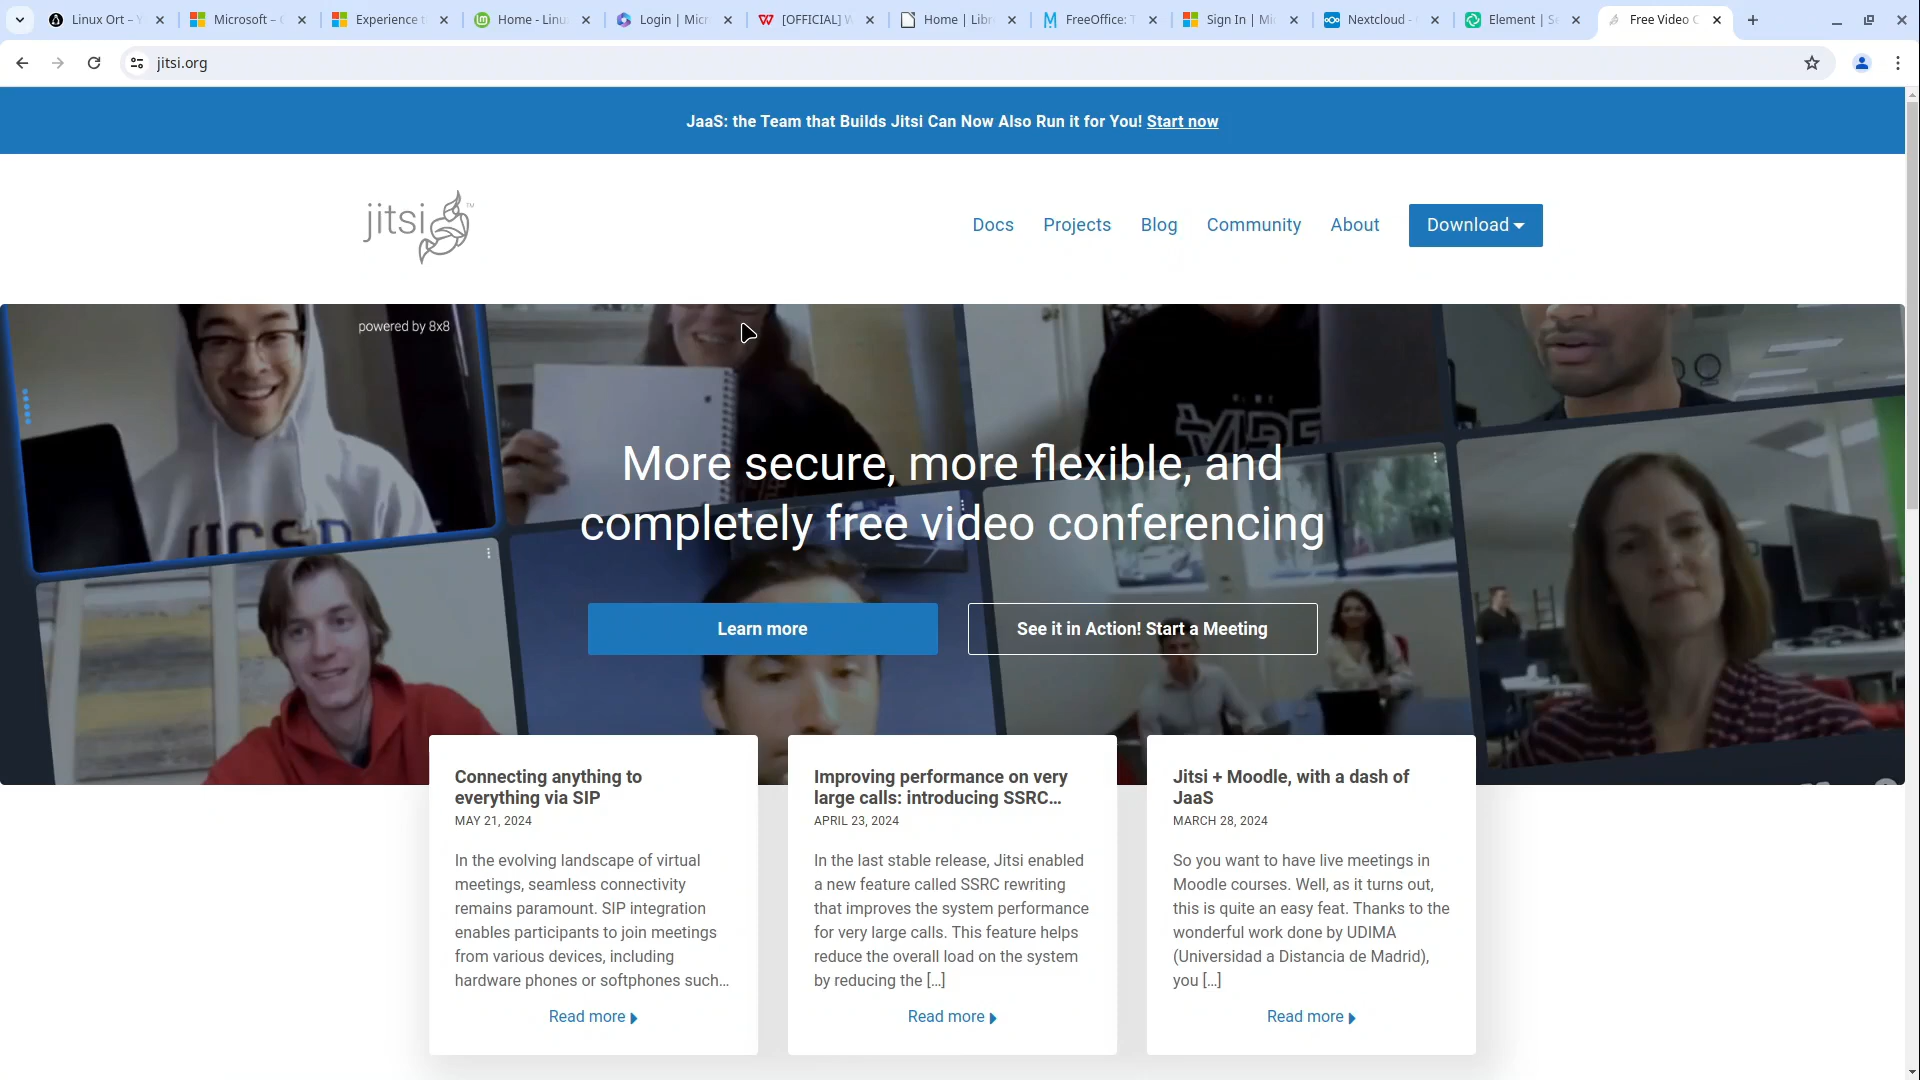 Linux Ort –
Microsoft –
Experience
Home - Linu
Login | Micr
[OFFICIAL]
Home | Lib
FreeOffice:
Sign In | Mi
Nextcloud -
Element |
Free Video
jitsi.org
JaaS: the Team that Builds Jitsi Can Now Also Run it for You! Start now
jitsi TM
Docs
Projects
Blog
Community
About
Download
powered by 8x8
More secure, more flexible, and
completely free video conferencing
Learn more
See it in Action! Start a Meeting
Connecting anything to
everything via SIP
MAY 21, 2024
In the evolving landscape of virtual
meetings, seamless connectivity
remains paramount. SIP integration
enables participants to join meetings
from various devices, including
hardware phones or softphones such...
Read more
Improving performance on very
large calls: introducing SSRC...
APRIL 23, 2024
In the last stable release, Jitsi enabled
a new feature called SSRC rewriting
that improves the system performance
for very large calls. This feature helps
reduce the overall load on the system
by reducing the [...]
Read more
Jitsi + Moodle, with a dash of
JaaS
MARCH 28, 2024
So you want to have live meetings in
Moodle courses. Well, as it turns out,
this is quite an easy feat. Thanks to the
wonderful work done by UDIMA
(Universidad a Distancia de Madrid),
you [...]
Read more